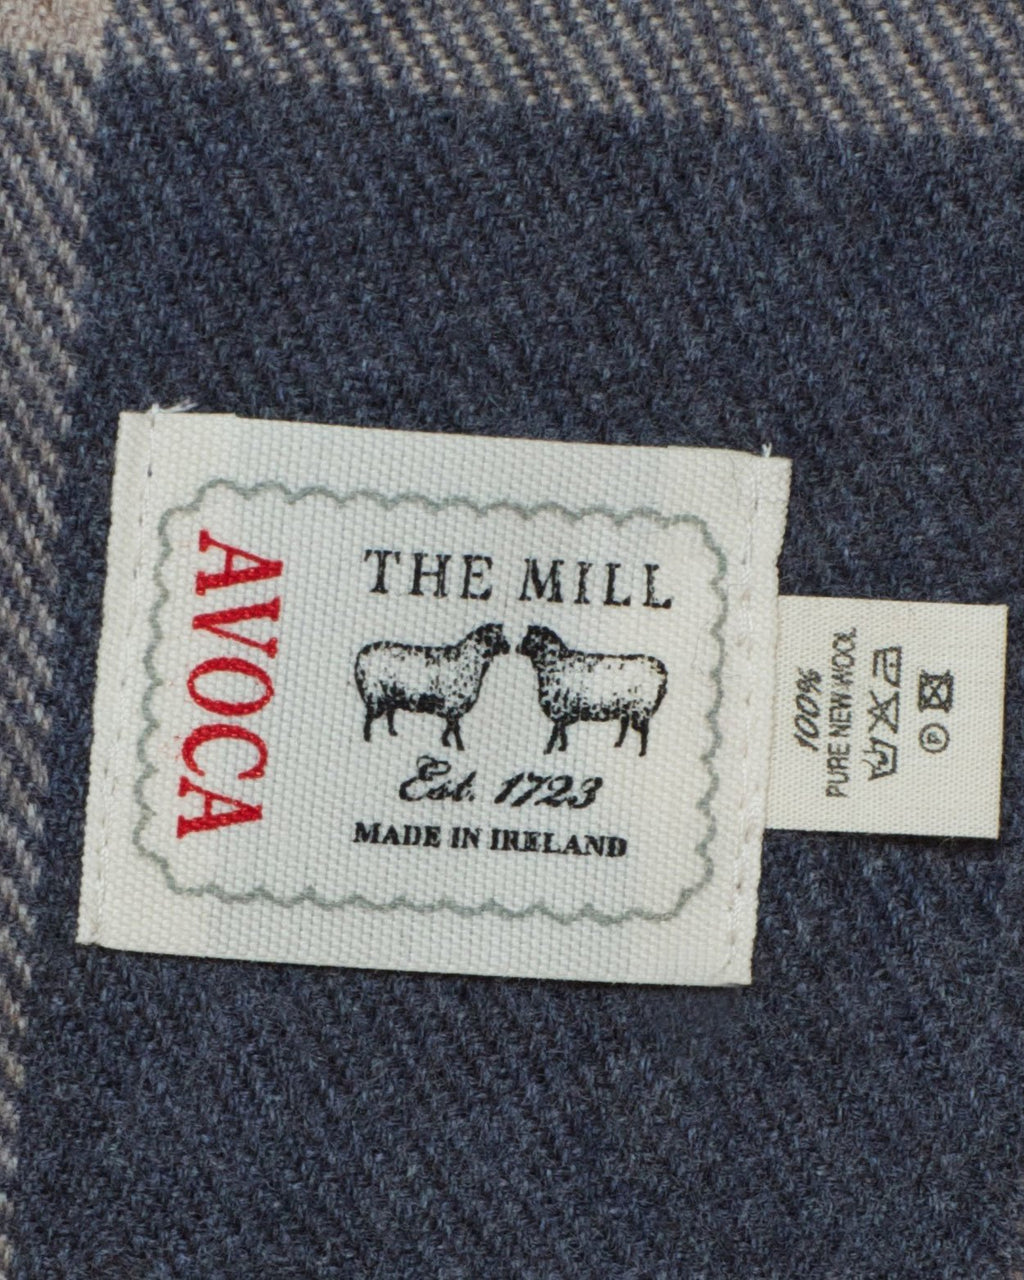 AVOCA
THE MILL
Est. 1723
MADE IN IRELAND
100%
PURE NEW WOOL
P